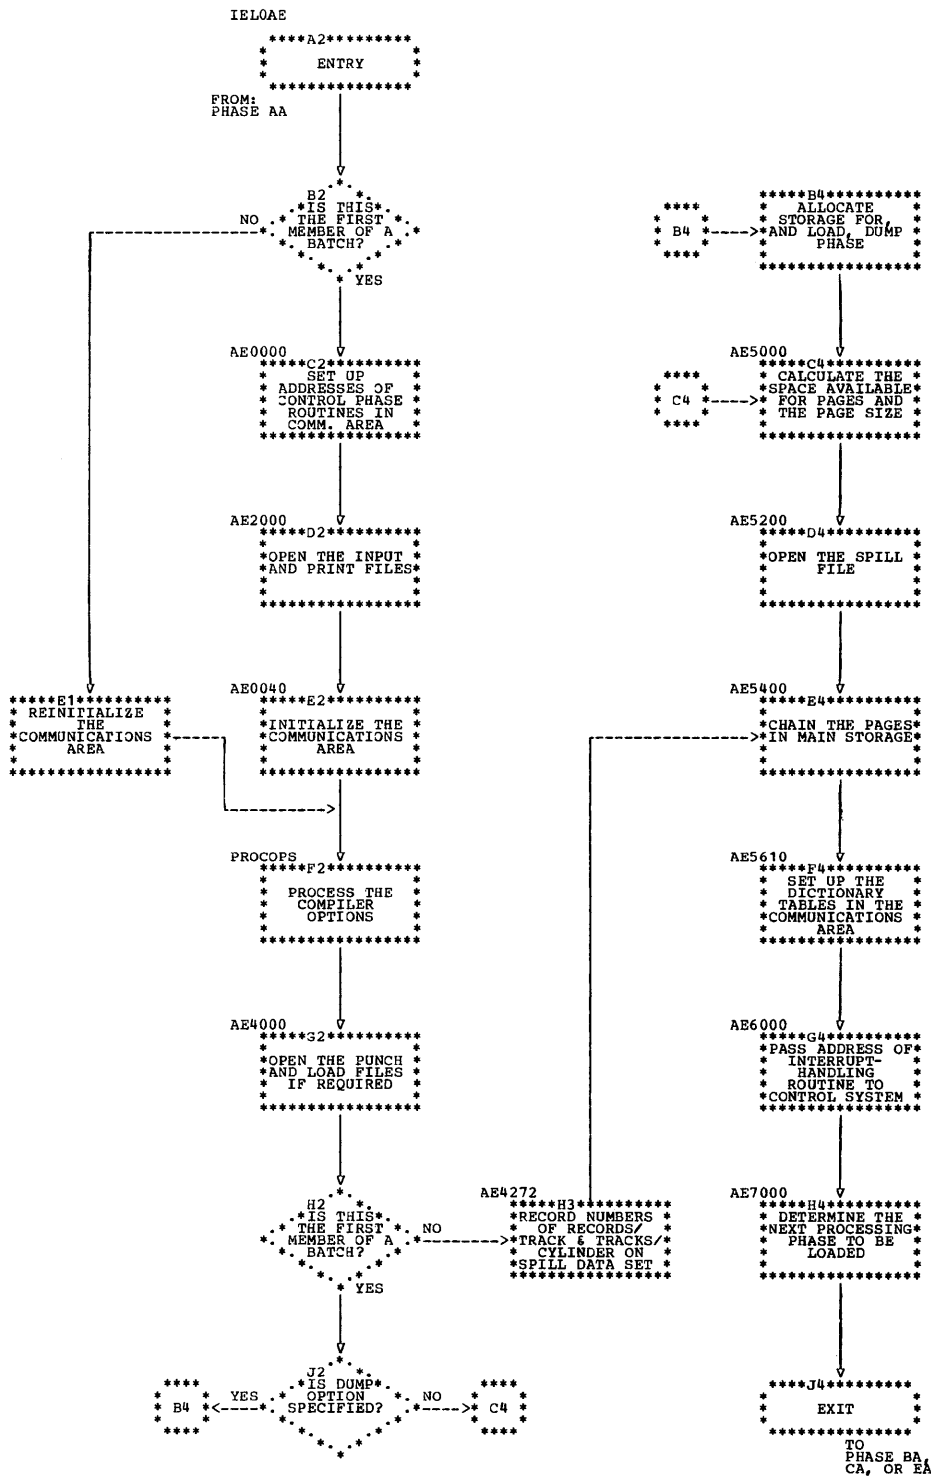 IEL0AE
A2
ENTRY
FROM:
PHASE AA
B2
IS THIS
THE FIRST
MEMBER OF A
BATCH?
NO
YES
AE0000
C2
SET UP
ADDRESSES OF
CONTROL PHASE
ROUTINES IN
COMM. AREA
AE2000
D2
OPEN THE INPUT
AND PRINT FILES
E1
REINITIALIZE
THE
COMMUNICATIONS
AREA
AE0040
E2
INITIALIZE THE
COMMUNICATIONS
AREA
PROCOPS
F2
PROCESS THE
COMPILER
OPTIONS
AE4000
G2
OPEN THE PUNCH
AND LOAD FILES
IF REQUIRED
H2
IS THIS
THE FIRST
MEMBER OF A
BATCH?
NO
YES
AE4272
H3
RECORD NUMBERS
OF RECORDS/
TRACK & TRACKS/
CYLINDER ON
SPILL DATA SET
J2
IS DUMP
OPTION
SPECIFIED?
YES
B4
NO
C4
B4
B4
ALLOCATE
STORAGE FOR,
AND LOAD, DUMP
PHASE
AE5000
C4
C4
CALCULATE THE
SPACE AVAILABLE
FOR PAGES AND
THE PAGE SIZE
AE5200
D4
OPEN THE SPILL
FILE
AE5400
E4
CHAIN THE PAGES
IN MAIN STORAGE
AE5610
F4
SET UP THE
DICTIONARY
TABLES IN THE
COMMUNICATIONS
AREA
AE6000
G4
PASS ADDRESS OF
INTERRUPT-
HANDLING
ROUTINE TO
CONTROL SYSTEM
AE7000
H4
DETERMINE THE
NEXT PROCESSING
PHASE TO BE
LOADED
J4
EXIT
TO
PHASE BA,
CA, OR EA